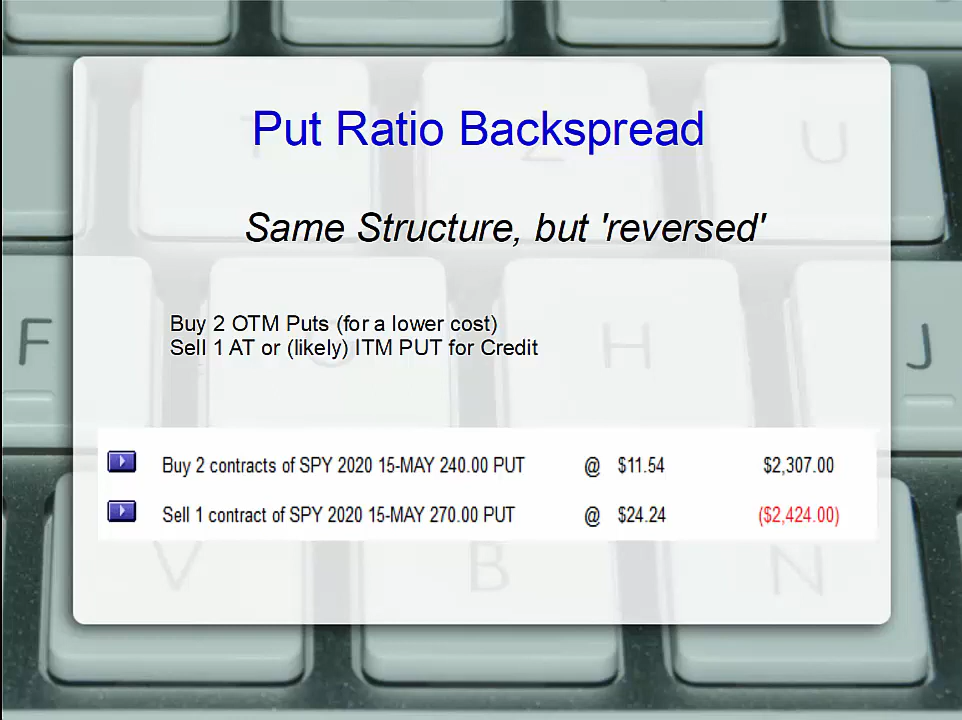 Put Ratio Backspread
Same Structure, but 'reversed'
Buy 2 OTM Puts (for a lower cost)
Sell 1 AT or (likely) ITM PUT for Credit
Buy 2 contracts of SPY 2020 15-MAY 240.00 PUT @ $11.54 $2,307.00
Sell 1 contract of SPY 2020 15-MAY 270.00 PUT @ $24.24 ($2,424.00)
U
F
H
J
V
B
N